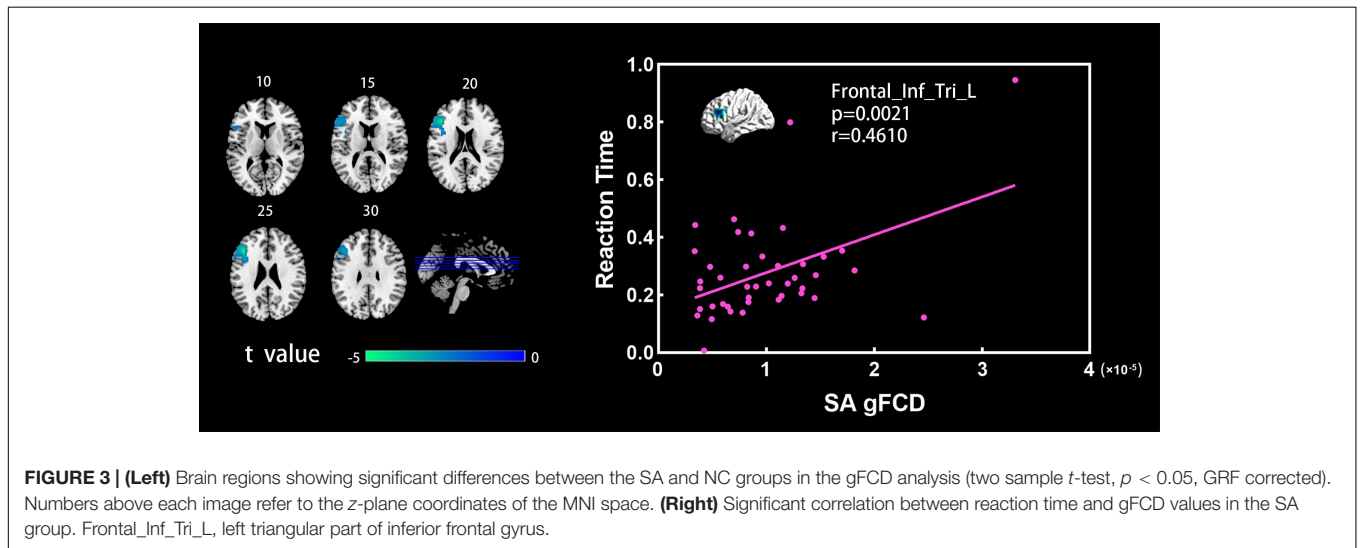 10 15 20
25 30
t value -5 0
Frontal_Inf_Tri_L
p=0.0021
r=0.4610
Reaction Time
1.0
0.8
0.6
0.4
0.2
0.0
0 1 2 3 4 (×10⁻⁵)
SA gFCD
FIGURE 3 | (Left) Brain regions showing significant differences between the SA and NC groups in the gFCD analysis (two sample t-test, p < 0.05, GRF corrected).
Numbers above each image refer to the z-plane coordinates of the MNI space. (Right) Significant correlation between reaction time and gFCD values in the SA
group. Frontal_Inf_Tri_L, left triangular part of inferior frontal gyrus.